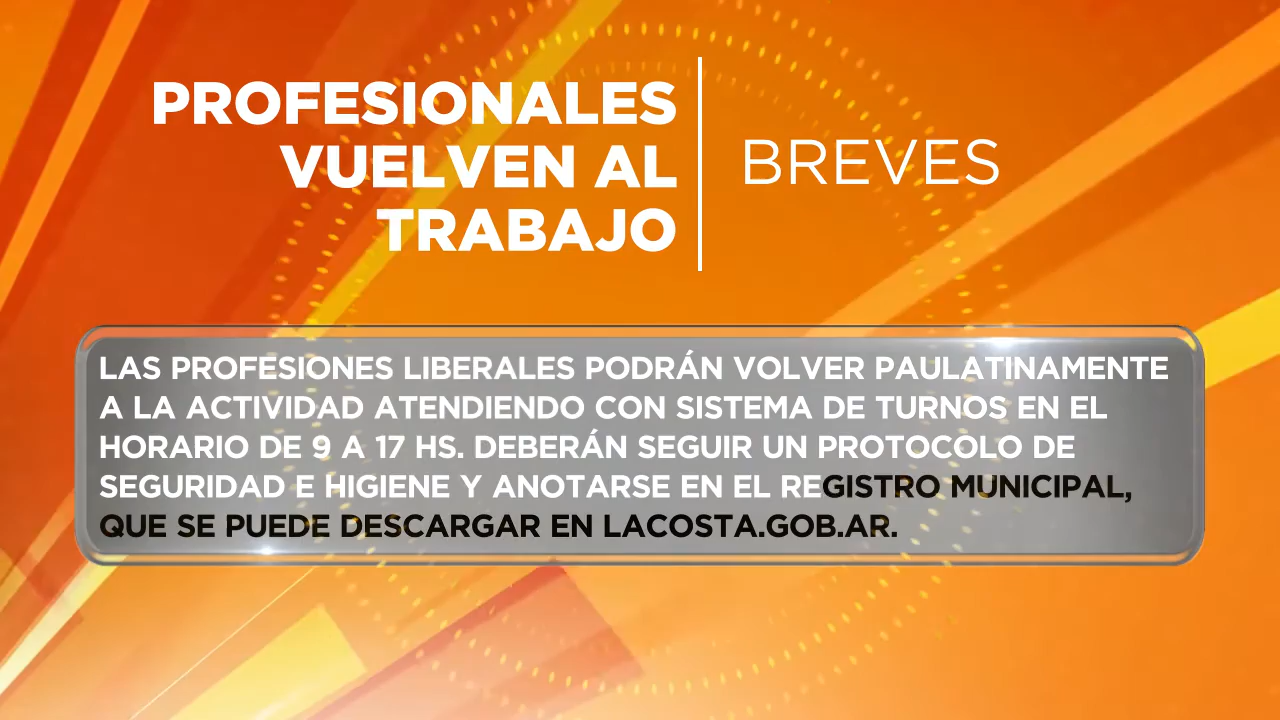 PROFESIONALES
VUELVEN AL
TRABAJO
BREVES
LAS PROFESIONES LIBERALES PODRÁN VOLVER PAULATINAMENTE
A LA ACTIVIDAD ATENDIENDO CON SISTEMA DE TURNOS EN EL
HORARIO DE 9 A 17 HS. DEBERÁN SEGUIR UN PROTOCOLO DE
SEGURIDAD E HIGIENE Y ANOTARSE EN EL REGISTRO MUNICIPAL,
QUE SE PUEDE DESCARGAR EN LACOSTA.GOB.AR.